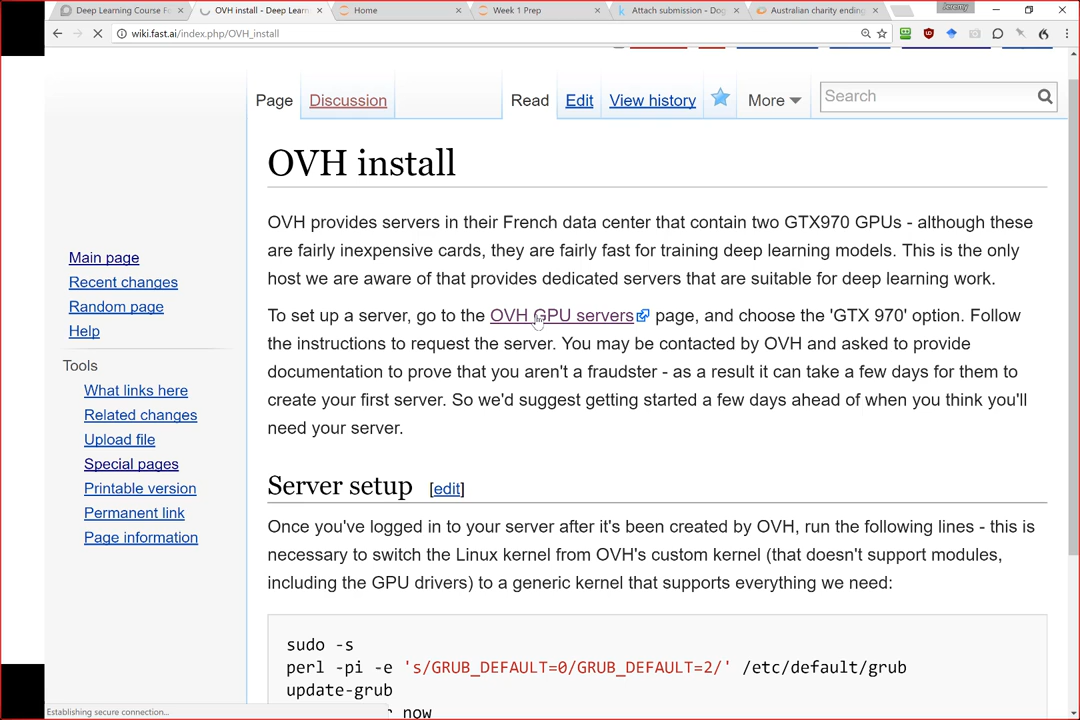 Deep Learning Course Fo
OVH install - Deep Lear
Home
Week 1 Prep
Attach submission - Dog
Australian charity ending
Jeremy
wiki.fast.ai/index.php/OVH_install
Page
Discussion
Read
Edit
View history
More
Search
OVH install
OVH provides servers in their French data center that contain two GTX970 GPUs - although these
are fairly inexpensive cards, they are fairly fast for training deep learning models. This is the only
host we are aware of that provides dedicated servers that are suitable for deep learning work.
To set up a server, go to the OVH GPU servers page, and choose the 'GTX 970' option. Follow
the instructions to request the server. You may be contacted by OVH and asked to provide
documentation to prove that you aren't a fraudster - as a result it can take a few days for them to
create your first server. So we'd suggest getting started a few days ahead of when you think you'll
need your server.
Main page
Recent changes
Random page
Help
Tools
What links here
Related changes
Upload file
Special pages
Printable version
Permanent link
Page information
Server setup [edit]
Once you've logged in to your server after it's been created by OVH, run the following lines - this is
necessary to switch the Linux kernel from OVH's custom kernel (that doesn't support modules,
including the GPU drivers) to a generic kernel that supports everything we need:
sudo -s
perl -pi -e 's/GRUB_DEFAULT=0/GRUB_DEFAULT=2/' /etc/default/grub
update-grub
now
Establishing secure connection...